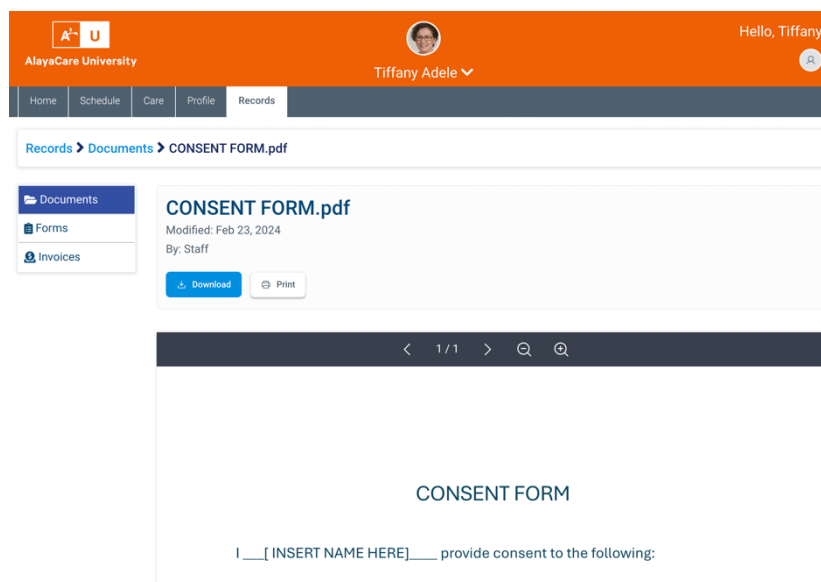 A U
AlayaCare University
Hello, Tiffany
Tiffany Adele
Home Schedule Care Profile Records
Records > Documents > CONSENT FORM.pdf
Documents
Forms
Invoices
CONSENT FORM.pdf
Modified: Feb 23, 2024
By: Staff
Download Print
1 / 1
CONSENT FORM
I ___[ INSERT NAME HERE]____ provide consent to the following: